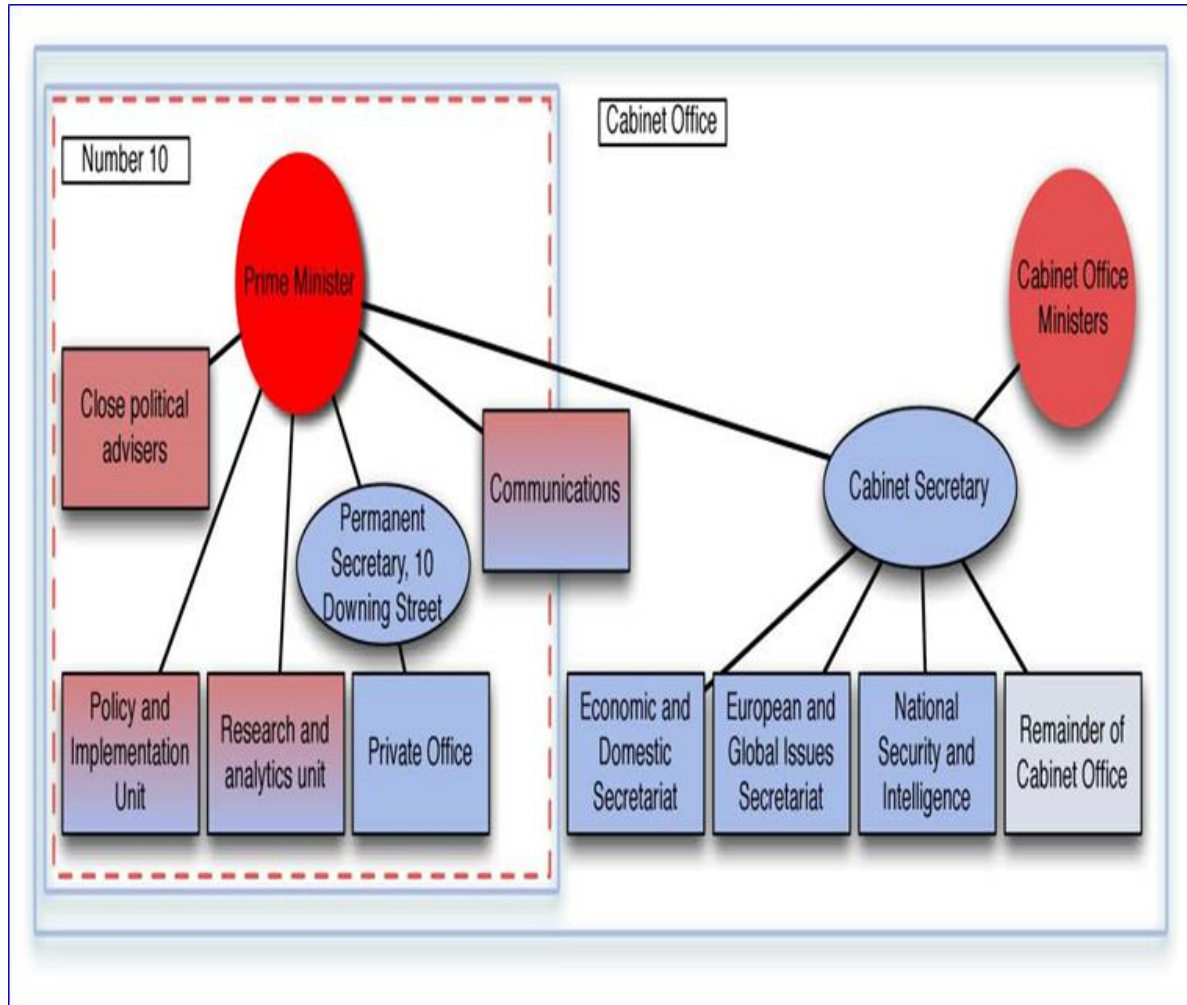 Number 10
Cabinet Office
Prime Minister
Cabinet Office
Ministers
Close political
advisers
Communications
Cabinet Secretary
Permanent
Secretary, 10
Downing Street
Policy and
Implementation
Unit
Research and
analytics unit
Private Office
Economic and
Domestic
Secretariat
European and
Global Issues
Secretariat
National
Security and
Intelligence
Remainder of
Cabinet Office